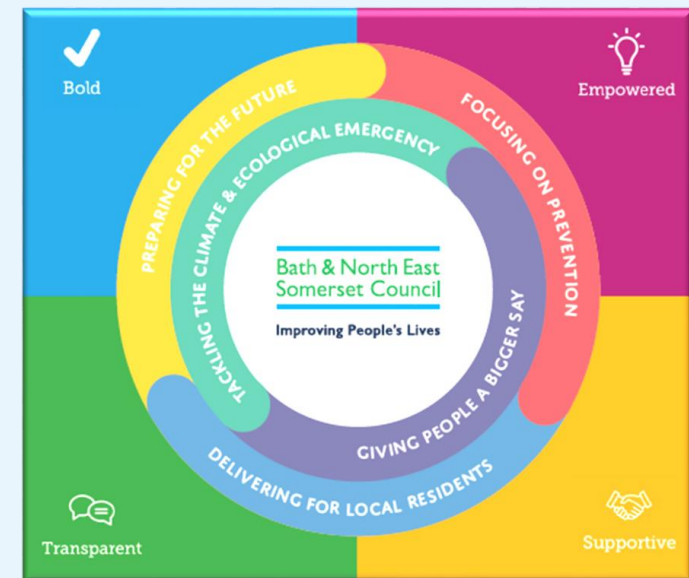 Bold
Empowered
PREPARING FOR THE FUTURE
FOCUSING ON PREVENTION
TACKLING THE CLIMATE & ECOLOGICAL EMERGENCY
Bath & North East
Somerset Council
Improving People's Lives
GIVING PEOPLE A BIGGER SAY
DELIVERING FOR LOCAL RESIDENTS
Transparent
Supportive